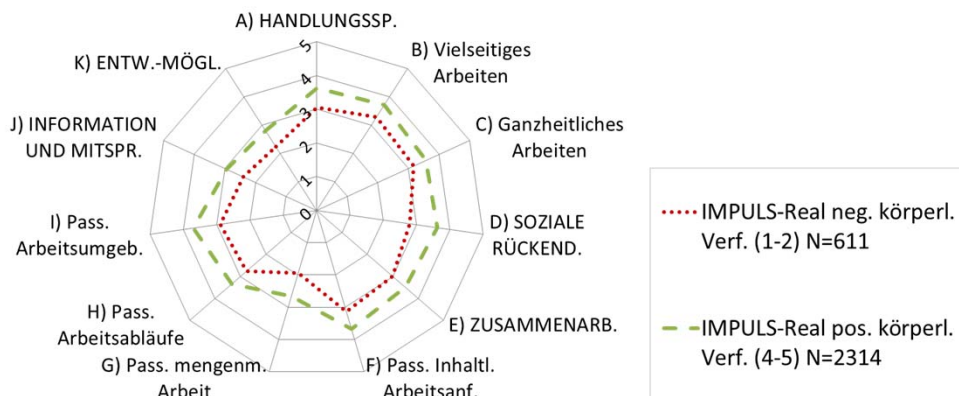 A) HANDLUNGSSP.
B) Vielseitiges
Arbeiten
C) Ganzheitliches
Arbeiten
D) SOZIALE
RÜCKEND.
E) ZUSAMMENARB.
F) Pass. Inhaltl.
Arbeitsanf.
G) Pass. mengenm.
Arbeit
H) Pass.
Arbeitsabläufe
I) Pass.
Arbeitsumgeb.
J) INFORMATION
UND MITSPR.
K) ENTW.-MÖGL.
5
4
3
2
1
0
IMPULS-Real neg. körperl.
Verf. (1-2) N=611
IMPULS-Real pos. körperl.
Verf. (4-5) N=2314